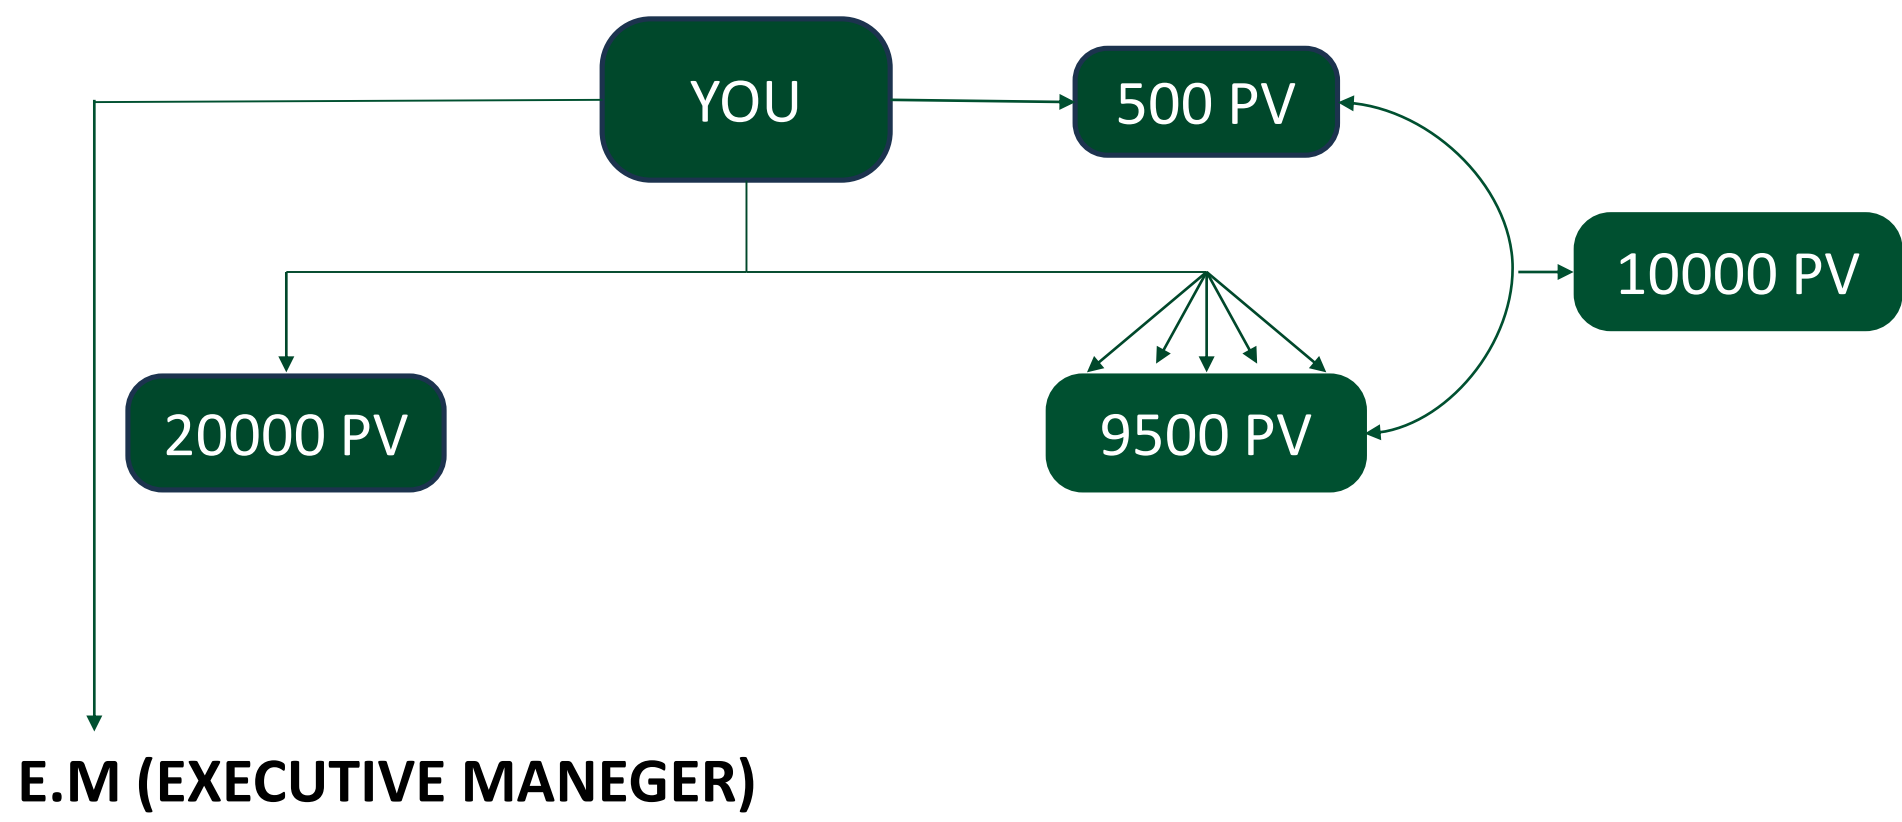 YOU
500 PV
10000 PV
20000 PV
9500 PV
E.M (EXECUTIVE MANEGER)